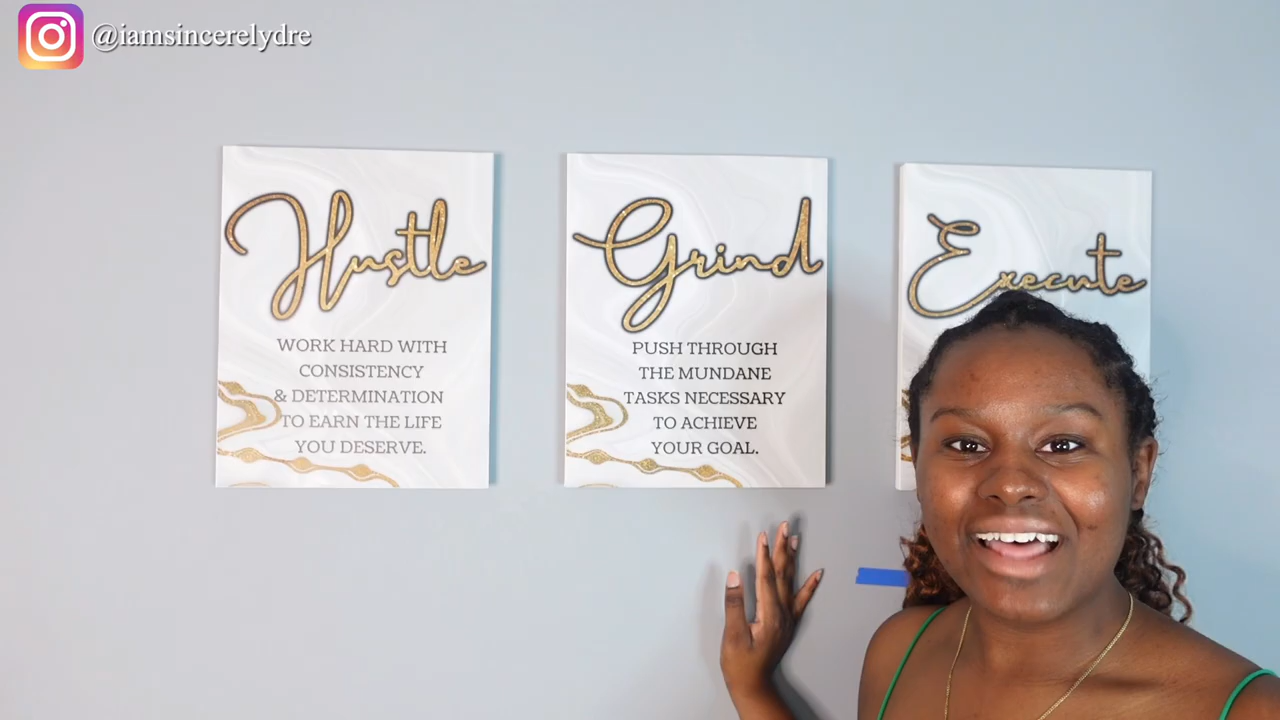 @iamsincerelydre
Hustle
WORK HARD WITH
CONSISTENCY
& DETERMINATION
TO EARN THE LIFE
YOU DESERVE.
Grind
PUSH THROUGH
THE MUNDANE
TASKS NECESSARY
TO ACHIEVE
YOUR GOAL.
Execute